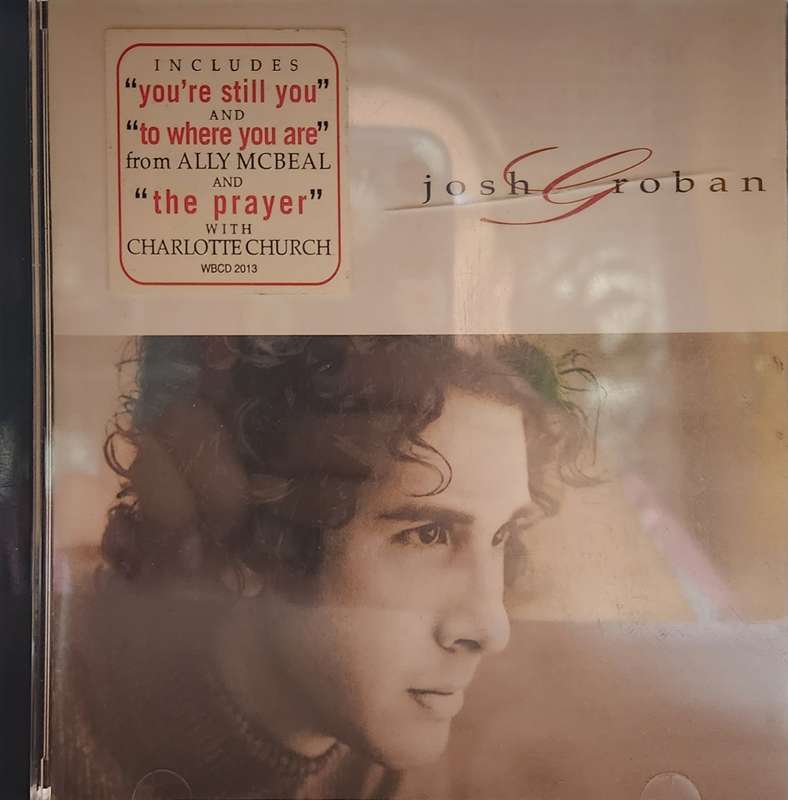 INCLUDES
“you're still you”
AND
“to where you are”
from ALLY MCBEAL
AND
“the prayer”
WITH
CHARLOTTE CHURCH
WBCD 2013
josh Groban